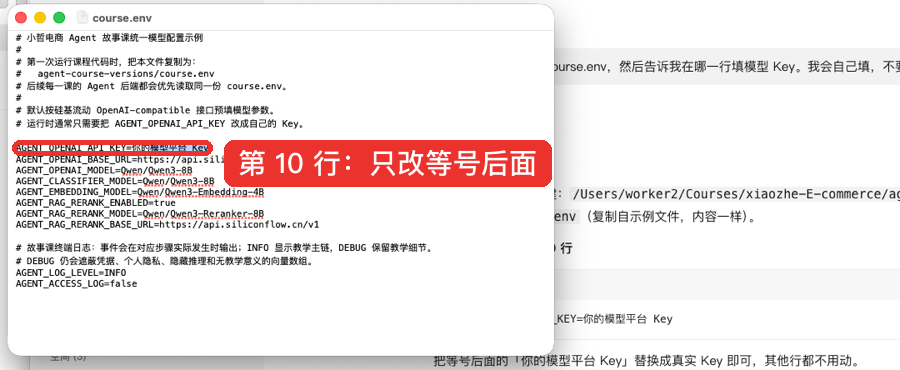 course.env
# 小哲电商 Agent 故事课统一模型配置示例
#
# 第一次运行课程代码时，把本文件复制为：
#   agent-course-versions/course.env
# 后续每一课的 Agent 后端都会优先读取同一份 course.env。
#
# 默认按硅基流动 OpenAI-compatible 接口预填模型参数。
# 运行时通常只需要把 AGENT_OPENAI_API_KEY 改成自己的 Key。
AGENT_OPENAI_API_KEY=你的模型平台 Key
AGENT_OPENAI_BASE_URL=https://api.sili
AGENT_OPENAI_MODEL=Qwen/Qwen3-8B
AGENT_CLASSIFIER_MODEL=Qwen/Qwen3-8B
AGENT_EMBEDDING_MODEL=Qwen/Qwen3-Embedding-4B
AGENT_RAG_RERANK_ENABLED=true
AGENT_RAG_RERANK_MODEL=Qwen/Qwen3-Reranker-8B
AGENT_RAG_RERANK_BASE_URL=https://api.siliconflow.cn/v1
# 故事课终端日志：事件会在对应步骤实际发生时输出；INFO 显示教学主链，DEBUG 保留教学细节。
# DEBUG 仍会遮蔽凭据、个人隐私、隐藏推理和无教学意义的向量数组。
AGENT_LOG_LEVEL=INFO
AGENT_ACCESS_LOG=false
第 10 行：只改等号后面
ourse.env，然后告诉我在哪一行填模型 Key。我会自己填，不要
：/Users/worker2/Courses/xiaozhe-E-commerce/ag
env（复制自示例文件，内容一样）。
0 行
_KEY=你的模型平台 Key
把等号后面的「你的模型平台 Key」替换成真实 Key 即可，其他行都不用动。